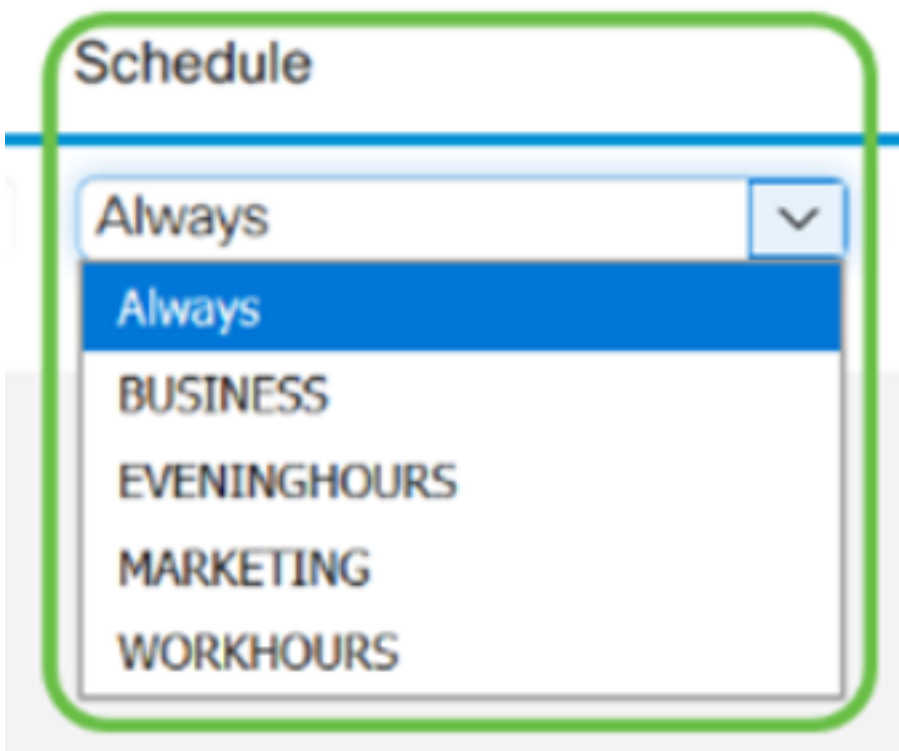 Schedule
Always
Always
BUSINESS
EVENINGHOURS
MARKETING
WORKHOURS